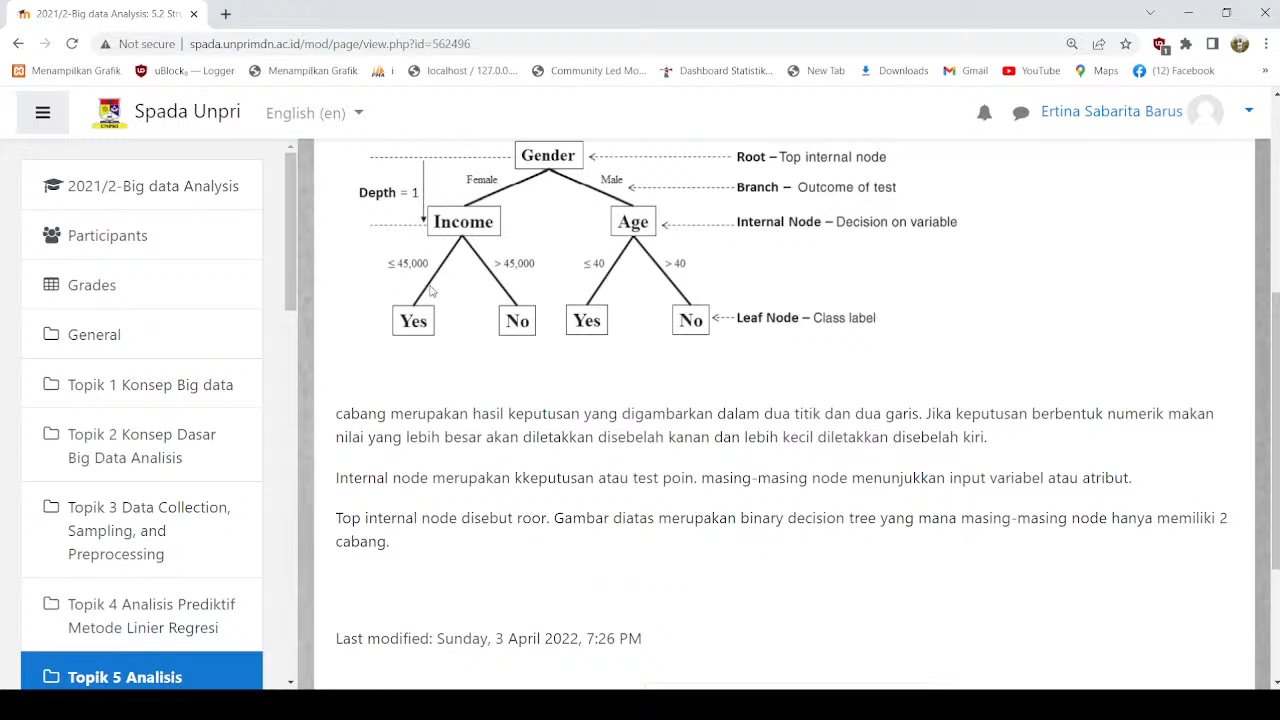 2021/2-Big data Analysis: 5.2 Str
Not secure | spada.unprimdn.ac.id/mod/page/view.php?id=562496
Menampilkan Grafik
uBlock₀ — Logger
Menampilkan Grafik
i
localhost / 127.0.0....
Community Led Mo...
Dashboard Statistik...
New Tab
Downloads
Gmail
YouTube
Maps
(12) Facebook
»
Spada Unpri
English (en)
Ertina Sabarita Barus
2021/2-Big data Analysis
Participants
Grades
General
Topik 1 Konsep Big data
Topik 2 Konsep Dasar
Big Data Analysis
Topik 3 Data Collection,
Sampling, and
Preprocessing
Topik 4 Analisis Prediktif
Metode Linier Regresi
Topik 5 Analisis
Gender
Root – Top internal node
Female
Male
Branch – Outcome of test
Depth = 1
Income
Age
Internal Node – Decision on variable
≤ 45,000
> 45,000
≤ 40
> 40
Yes
No
Yes
No
Leaf Node – Class label
cabang merupakan hasil keputusan yang digambarkan dalam dua titik dan dua garis. Jika keputusan berbentuk numerik makan
nilai yang lebih besar akan diletakkan disebelah kanan dan lebih kecil diletakkan disebelah kiri.
Internal node merupakan kkeputusan atau test poin. masing-masing node menunjukkan input variabel atau atribut.
Top internal node disebut roor. Gambar diatas merupakan binary decision tree yang mana masing-masing node hanya memiliki 2
cabang.
Last modified: Sunday, 3 April 2022, 7:26 PM